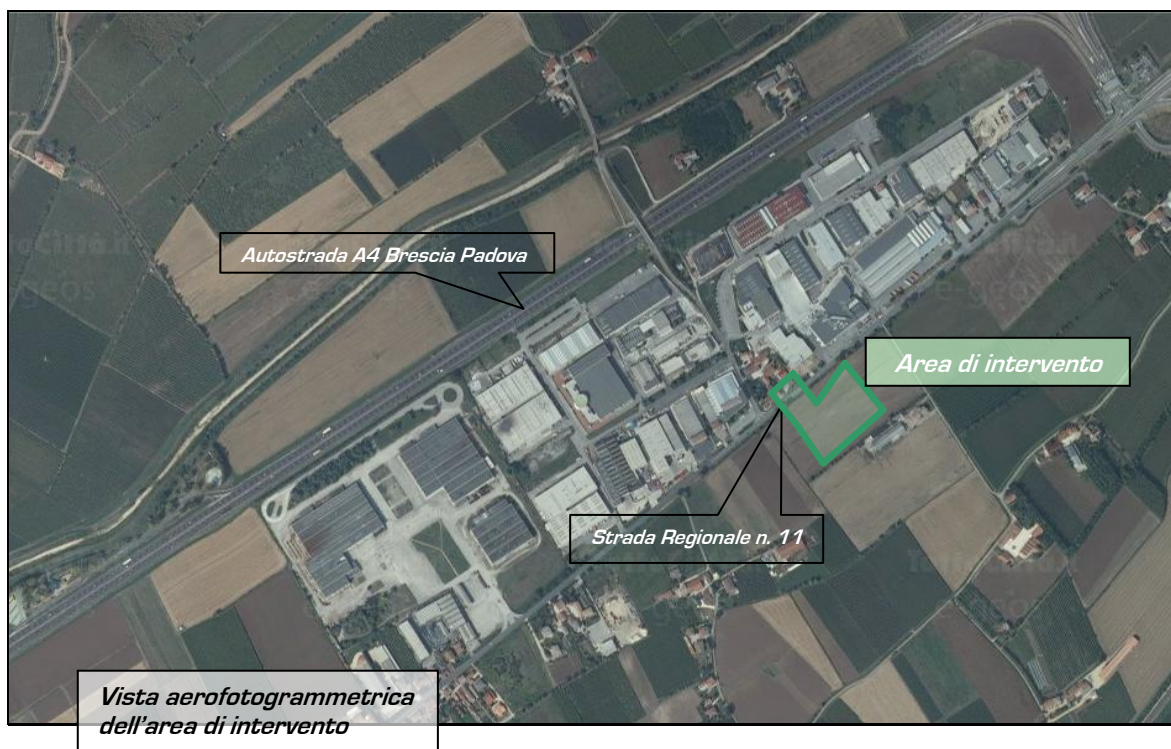 Autostrada A4 Brescia Padova
Area di intervento
Strada Regionale n. 11
Vista aerofotogrammetrica
dell'area di intervento